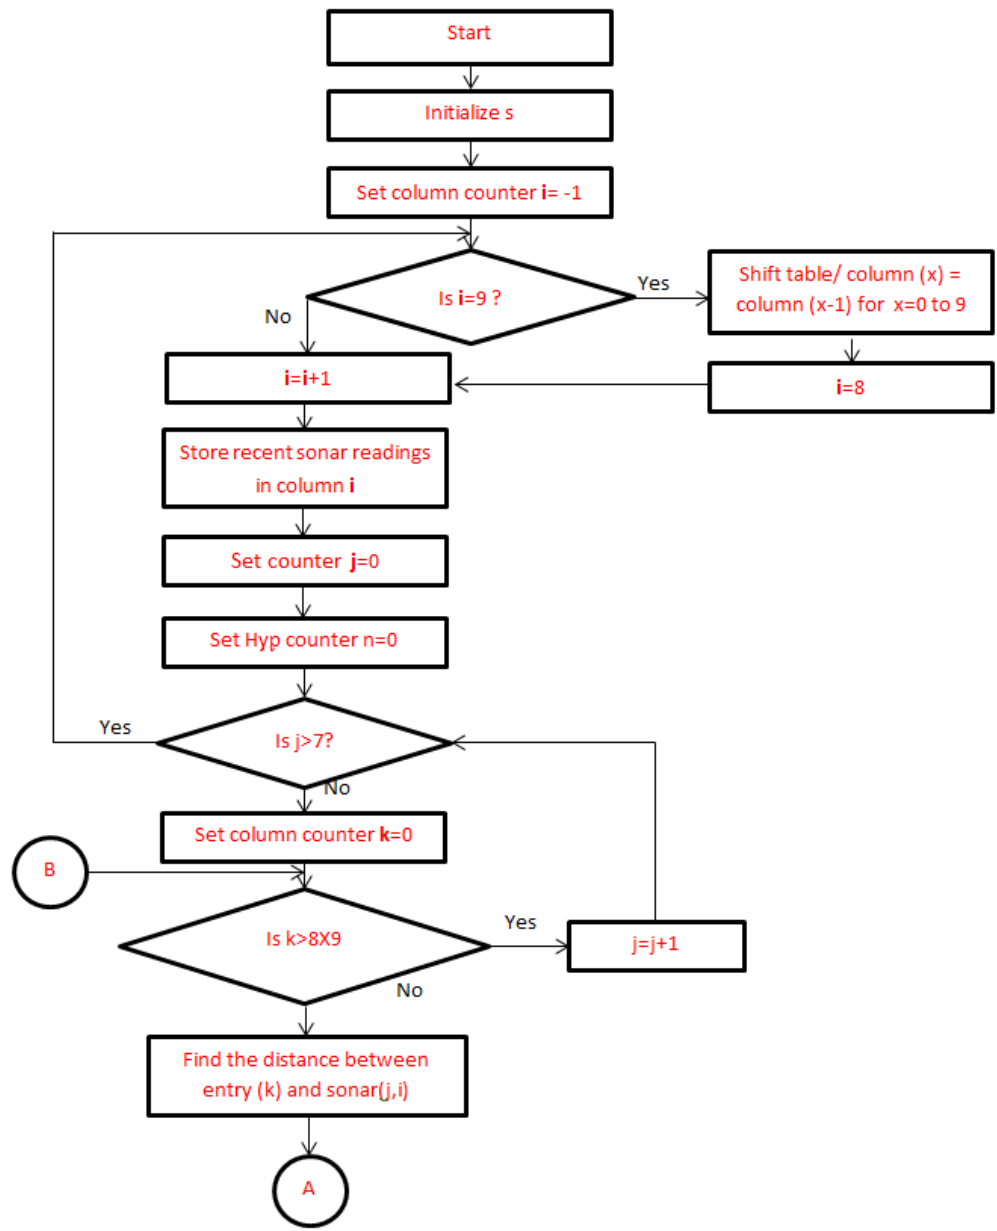 Start
Initialize s
Set column counter i= -1
Is i=9 ?
Yes
Shift table/ column (x) =
column (x-1) for  x=0 to 9
No
i=i+1
i=8
Store recent sonar readings
in column i
Set counter  j=0
Set Hyp counter n=0
Yes
Is j>7?
No
Set column counter k=0
B
Is k>8X9
Yes
j=j+1
No
Find the distance between
entry (k) and sonar(j,i)
A